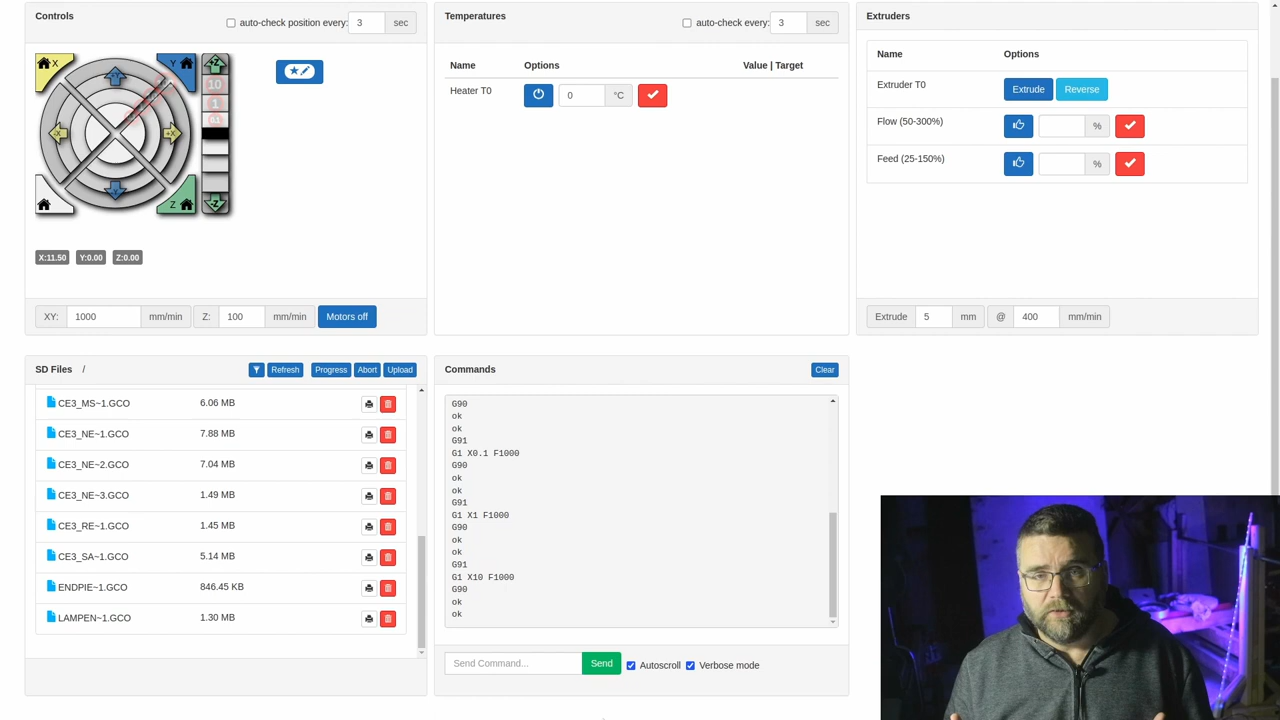 Controls
auto-check position every: 3 sec
X
Y
+Y
+Z
10
1
0.1
-X
+X
Z
-Z
X:11.50 Y:0.00 Z:0.00
XY: 1000 mm/min Z: 100 mm/min Motors off
Temperatures
auto-check every: 3 sec
Name Options Value | Target
Heater T0 0 °C
Extruders
Name Options
Extruder T0 Extrude Reverse
Flow (50-300%) %
Feed (25-150%) %
Extrude 5 mm @ 400 mm/min
SD Files / Refresh Progress Abort Upload
CE3_MS~1.GCO 6.06 MB
CE3_NE~1.GCO 7.88 MB
CE3_NE~2.GCO 7.04 MB
CE3_NE~3.GCO 1.49 MB
CE3_RE~1.GCO 1.45 MB
CE3_SA~1.GCO 5.14 MB
ENDPIE~1.GCO 846.45 KB
LAMPEN~1.GCO 1.30 MB
Commands Clear
G90
ok
ok
G91
G1 X0.1 F1000
G90
ok
ok
G91
G1 X1 F1000
G90
ok
ok
G91
G1 X10 F1000
G90
ok
ok
Send Command... Send Autoscroll Verbose mode